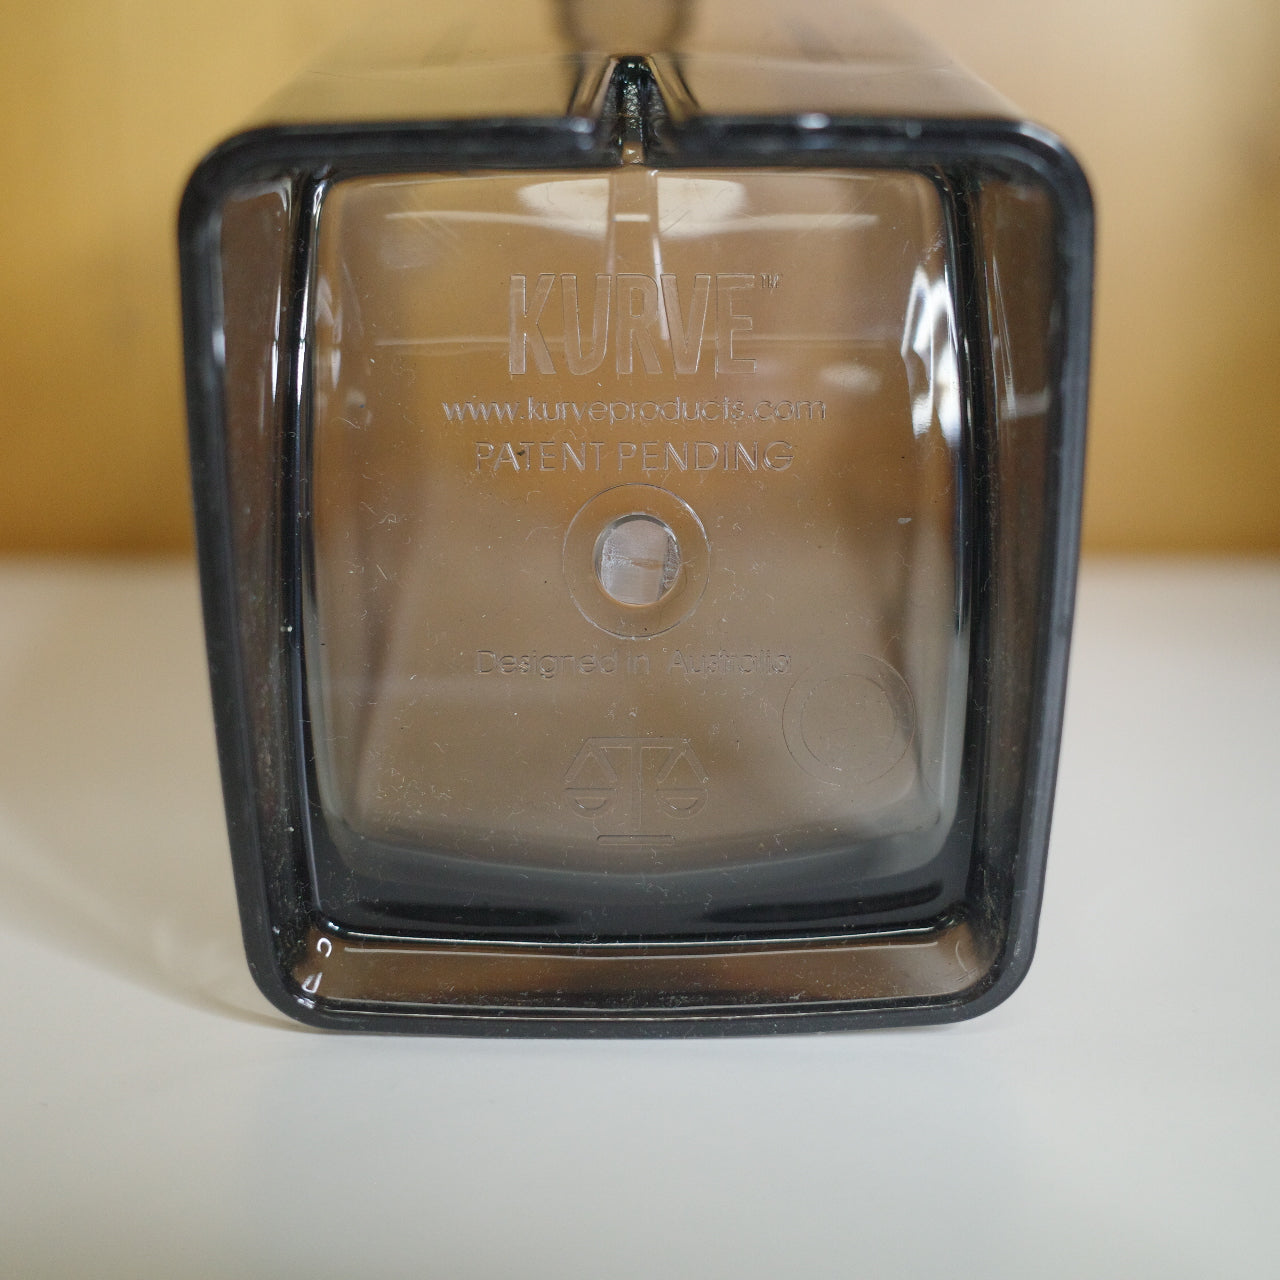 KURVE™
www.kurveproducts.com
PATENT PENDING
Designed in Australia